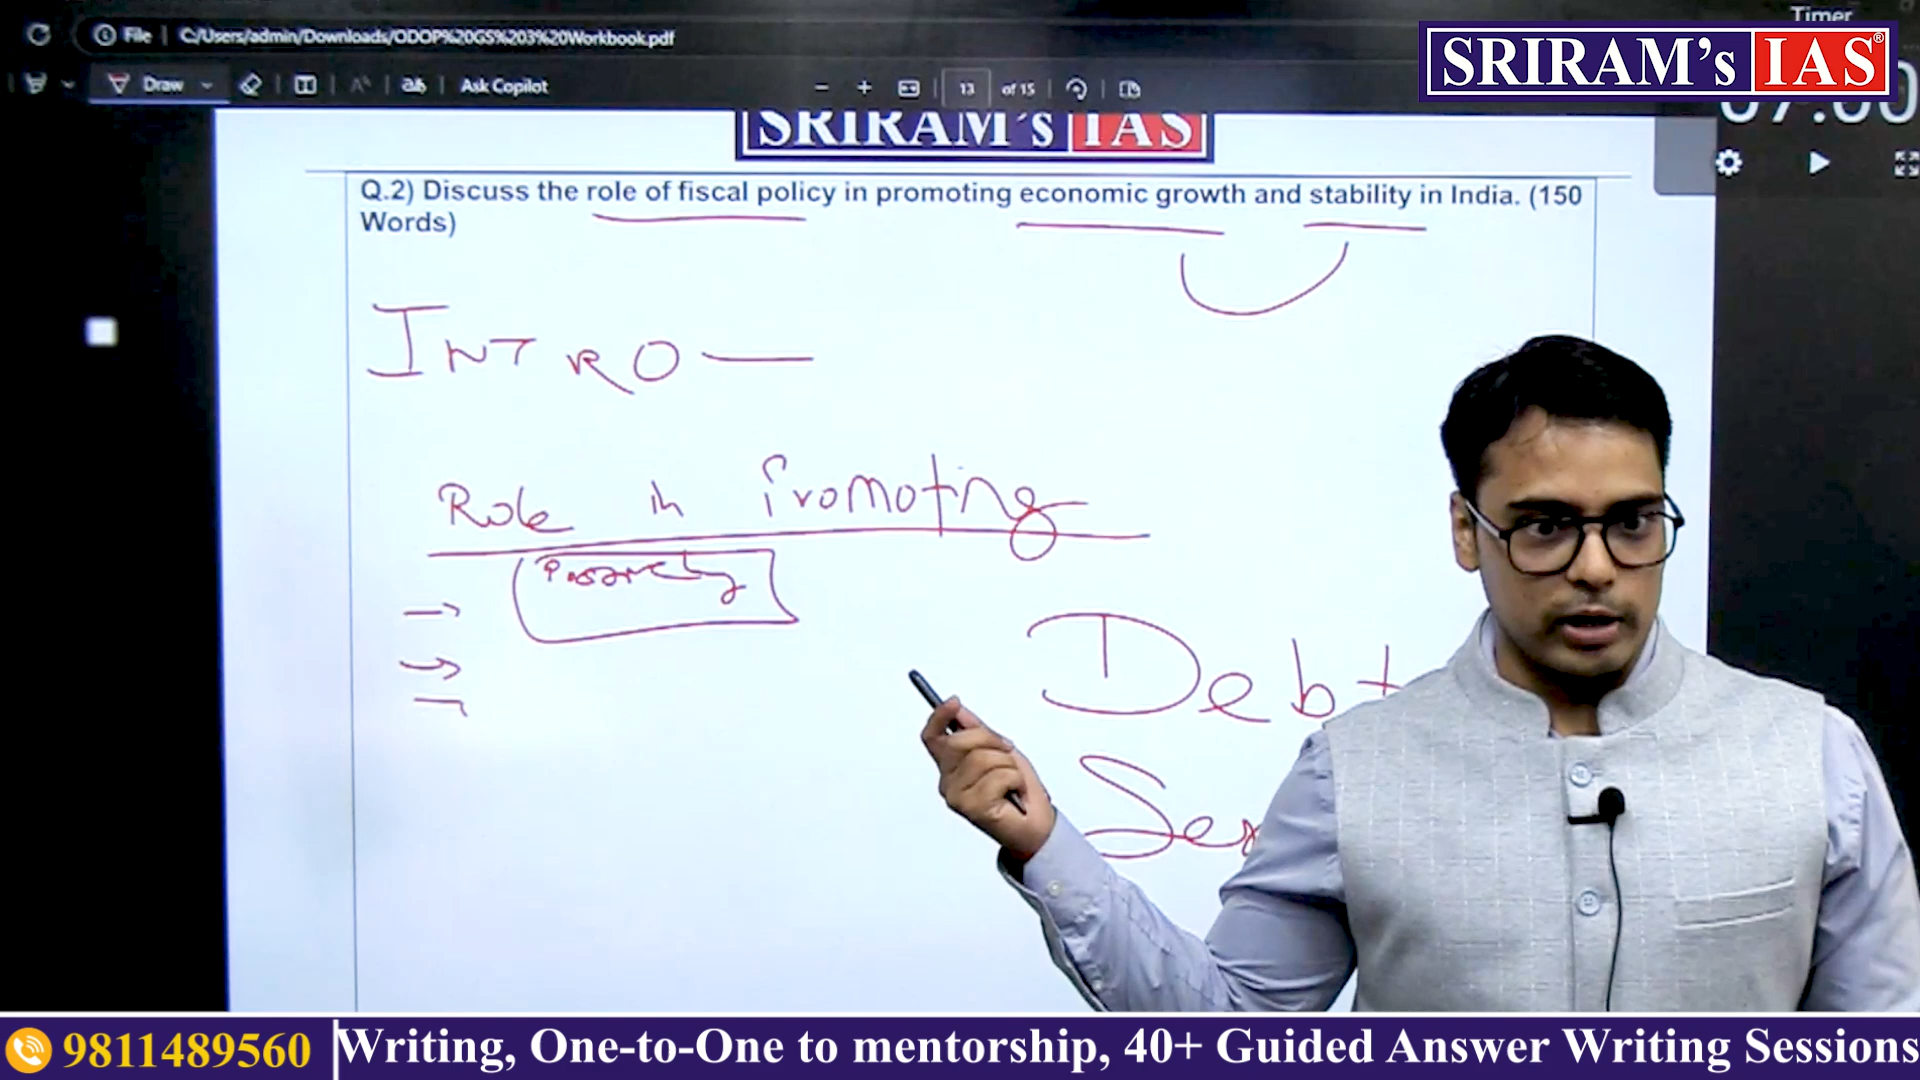 Timer
SRIRAM's IAS®
File | C:/Users/admin/Downloads/ODOP%20GS%203%20Workbook.pdf
Draw
Ask Copilot
13 of 15
SRIRAM's IAS
Q.2) Discuss the role of fiscal policy in promoting economic growth and stability in India. (150
Words)
INTRO —
Role in Promoting
Debt
9811489560
Writing, One-to-One to mentorship, 40+ Guided Answer Writing Sessions